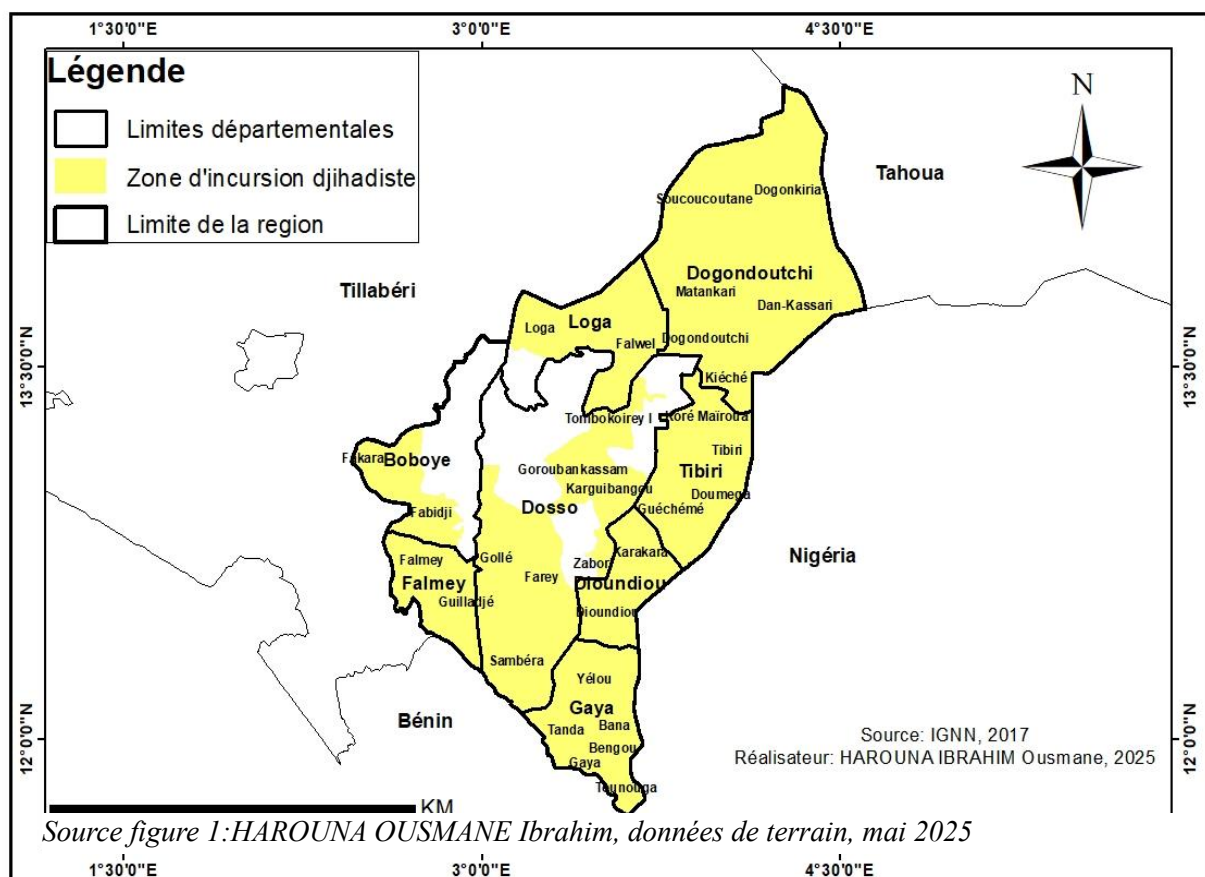 1°30'0"E 3°0'0"E 4°30'0"E
Légende
Limites départementales
Zone d'incursion djihadiste
Limite de la region
N
Tahoua
Soucoucoutane
Dogonkiria
Tillabéri
Dogondoutchi
Matankari
Dan-Kassari
Loga
Loga
Falwel
Dogondoutchi
Kiéché
13°30'0"N
13°30'0"N
Tombokoirey I
Koré Maïroua
Fakara
Boboye
Tibiri
Goroubankassam
Tibiri
Karguibangou
Doumega
Fabidji
Dosso
Guéchémé
Karakara
Nigéria
Falmey
Gollé
Zabori
Farey
Falmey
Dioundiou
Guilladjé
Dioundiou
Sambéra
Yélou
Gaya
Bénin
Bana
Tanda
Bengou
Gaya
Tounouga
12°0'0"N
12°0'0"N
Source: IGNN, 2017
Réalisateur: HAROUNA IBRAHIM Ousmane, 2025
KM
Source figure 1:HAROUNA OUSMANE Ibrahim, données de terrain, mai 2025
1°30'0"E 3°0'0"E 4°30'0"E